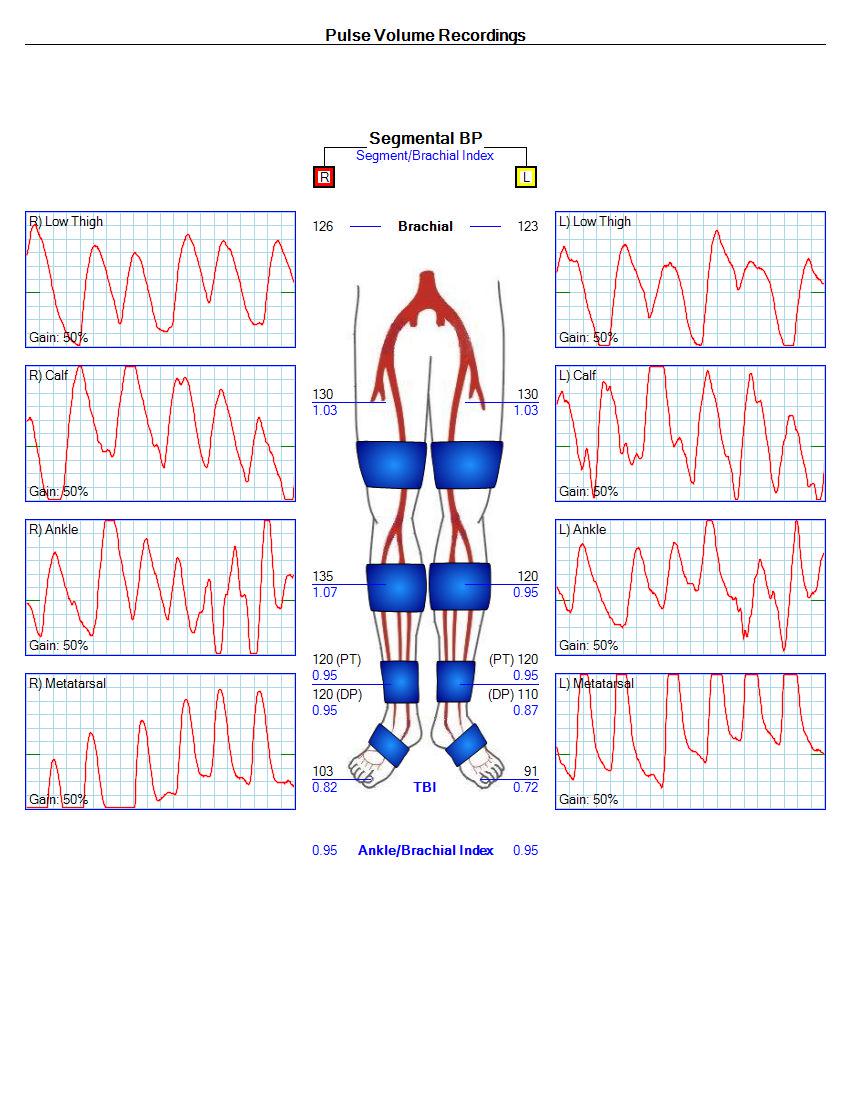 Pulse Volume Recordings
Segmental BP
Segment/Brachial Index
R
L
126 Brachial 123
R) Low Thigh
Gain: 50%
L) Low Thigh
Gain: 50%
R) Calf
Gain: 50%
130
1.03
130
1.03
L) Calf
Gain: 50%
R) Ankle
Gain: 50%
135
1.07
120
0.95
L) Ankle
Gain: 50%
120 (PT)
0.95
120 (DP)
0.95
(PT) 120
0.95
(DP) 110
0.87
R) Metatarsal
Gain: 50%
103
0.82
TBI
91
0.72
L) Metatarsal
Gain: 50%
0.95 Ankle/Brachial Index 0.95